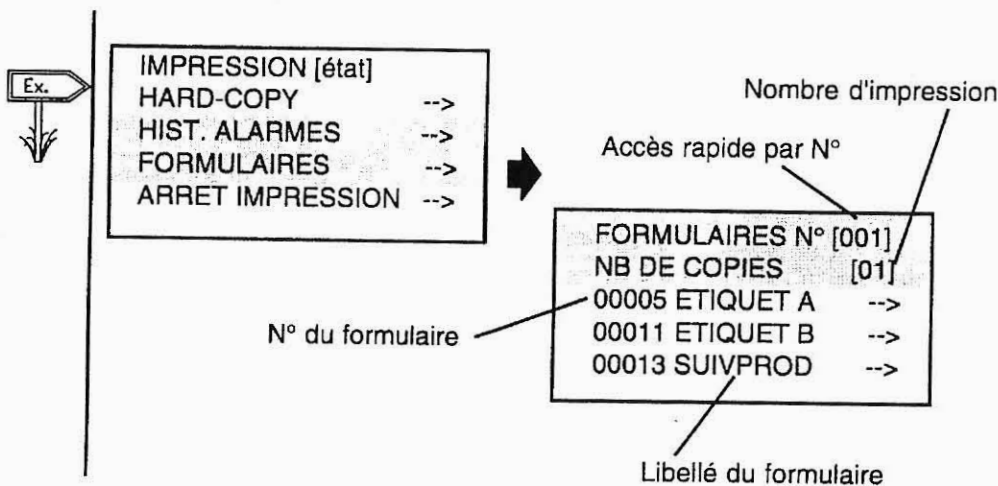 Ex.
IMPRESSION [état]
HARD-COPY -->
HIST. ALARMES -->
FORMULAIRES -->
ARRET IMPRESSION -->
Nombre d'impression
Accès rapide par N°
FORMULAIRES N° [001]
NB DE COPIES [01]
00005 ETIQUET A -->
00011 ETIQUET B -->
00013 SUIVPROD -->
N° du formulaire
Libellé du formulaire